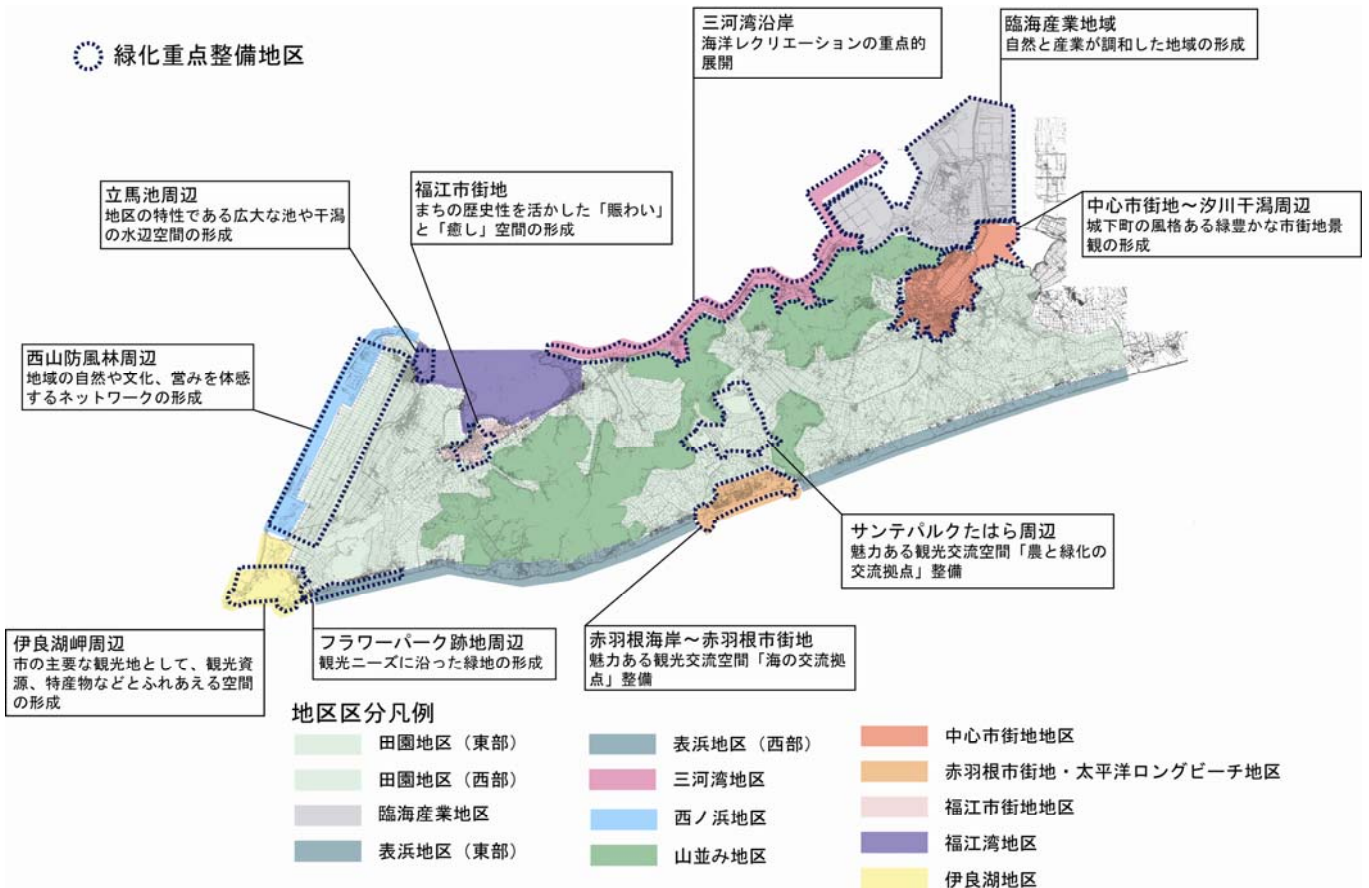 緑化重点整備地区
三河湾沿岸
海洋レクリエーションの重点的
展開
臨海産業地域
自然と産業が調和した地域の形成
立馬池周辺
地区の特性である広大な池や干潟
の水辺空間の形成
福江市街地
まちの歴史性を活かした「賑わい」
と「癒し」空間の形成
中心市街地～汐川干潟周辺
城下町の風格ある緑豊かな市街地景
観の形成
西山防風林周辺
地域の自然や文化、営みを体感
するネットワークの形成
サンテパルクたはら周辺
魅力ある観光交流空間「農と緑化の
交流拠点」整備
伊良湖岬周辺
市の主要な観光地として、観光資
源、特産物などとふれあえる空間
の形成
フラワーパーク跡地周辺
観光ニーズに沿った緑地の形成
赤羽根海岸～赤羽根市街地
魅力ある観光交流空間「海の交流拠
点」整備
地区区分凡例
田園地区（東部）
田園地区（西部）
臨海産業地区
表浜地区（東部）
表浜地区（西部）
三河湾地区
西ノ浜地区
山並み地区
中心市街地地区
赤羽根市街地・太平洋ロングビーチ地区
福江市街地地区
福江湾地区
伊良湖地区